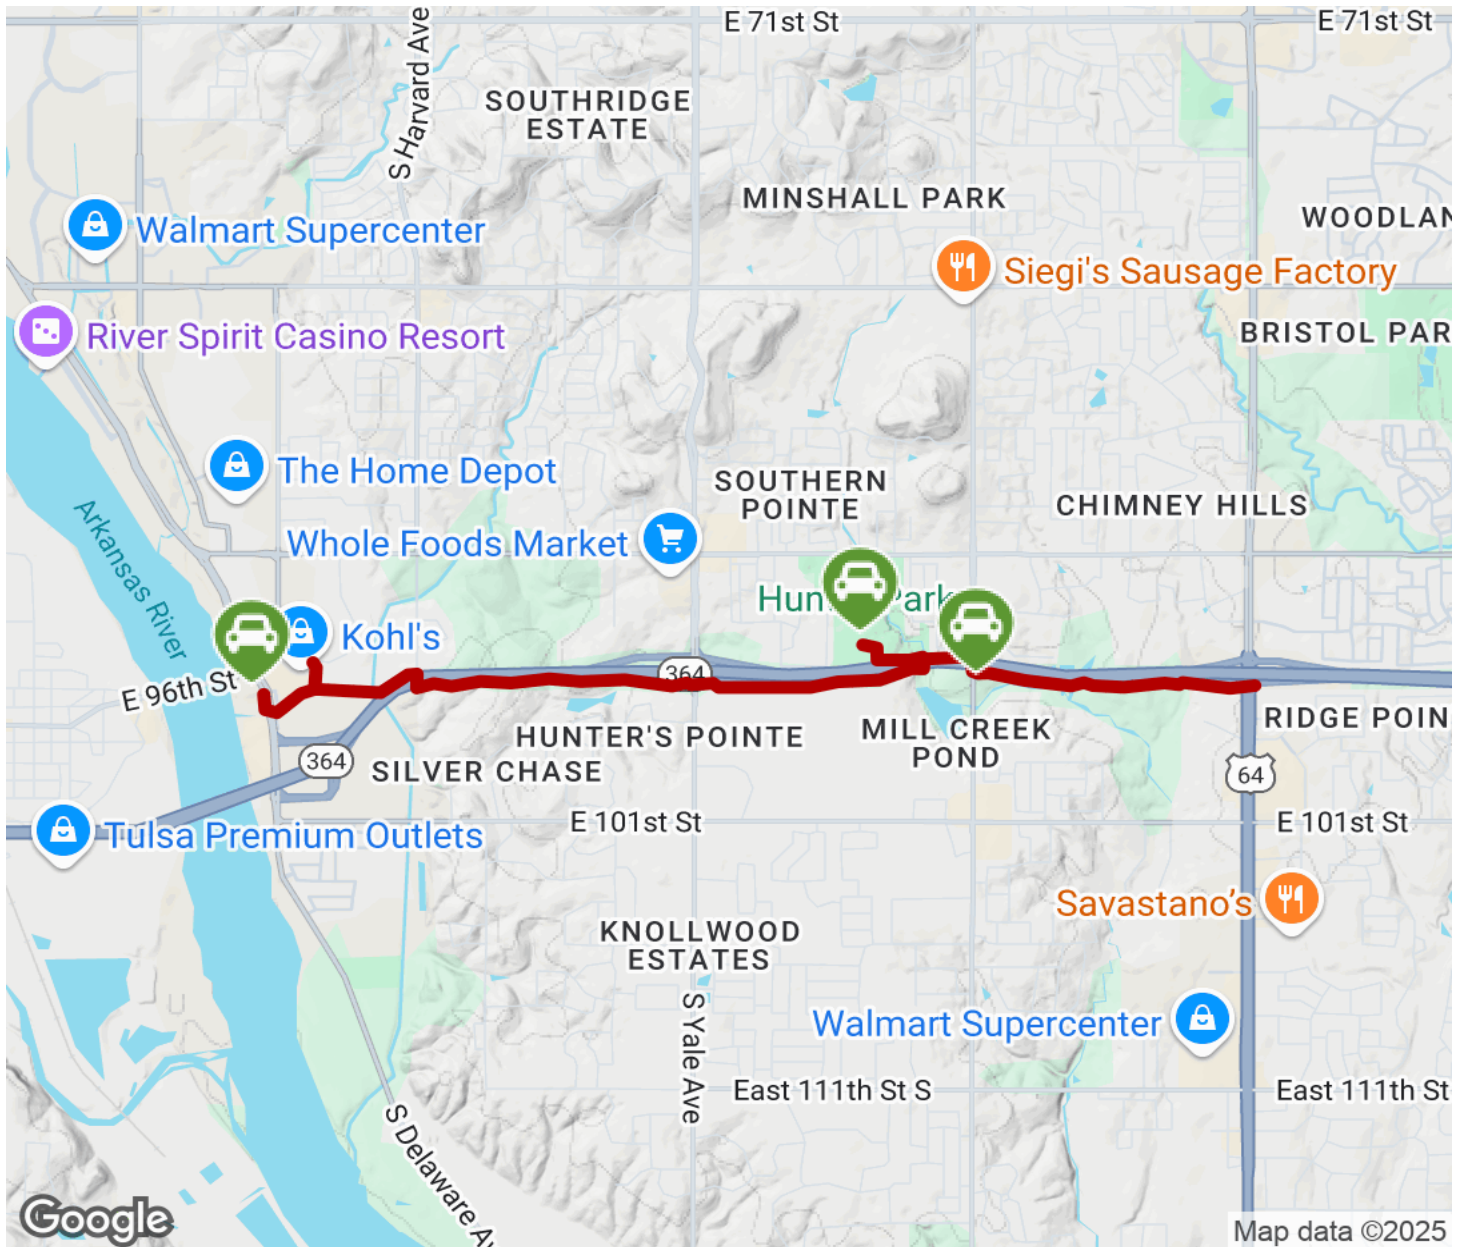 E 71st St
E 71st St
S Harvard Ave
SOUTHRIDGE
ESTATE
MINSHALL PARK
WOODLAN
Walmart Supercenter
Siegi's Sausage Factory
River Spirit Casino Resort
BRISTOL PAR
The Home Depot
SOUTHERN
POINTE
CHIMNEY HILLS
Whole Foods Market
Arkansas River
Park
Kohl's
E 96th St
364
HUNTER'S POINTE
MILL CREEK
POND
RIDGE POIN
364
SILVER CHASE
64
E 101st St
E 101st St
Tulsa Premium Outlets
Savastano's
KNOLLWOOD
ESTATES
S Yale Ave
Walmart Supercenter
East 111th St S
East 111th St
S Delaware Av
Google
Map data ©2025